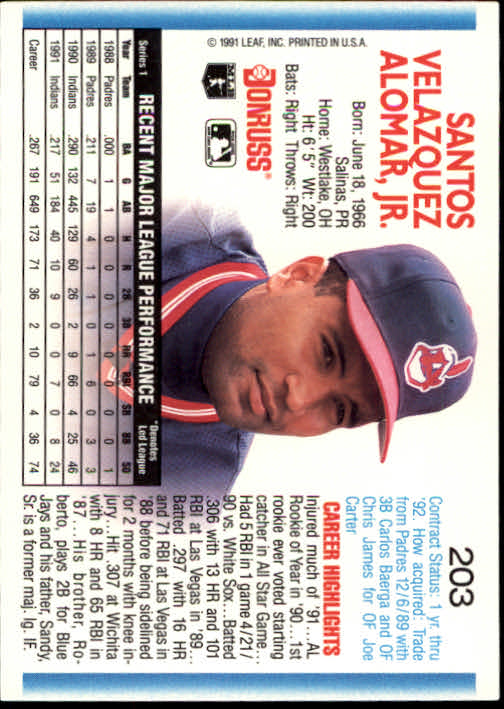 SANTOS
VELAZQUEZ
ALOMAR, JR.
Born: June 18, 1966
Salinas, PR
Home: Westlake, OH
Ht: 6'5" Wt: 200
Bats: Right Throws: Right
DONRUSS
© 1991 LEAF, INC. PRINTED IN U.S.A.
203
Contract Status: 1 yr. thru
'92. How acquired: Trade
from Padres 12/6/89 with
3B Carlos Baerga and OF
Chris James for OF Joe
Carter
CAREER HIGHLIGHTS
Injured much of '91 ...AL
Rookie of Year in '90...1st
rookie ever voted starting
catcher in All Star Game...
Had 5 RBI in 1 game 4/21/
90 vs. White Sox...Batted
.306 with 13 HR and 101
RBI at Las Vegas in '89...
Batted .297 with 16 HR
and 71 RBI at Las Vegas in
'88 before being sidelined
for 2 months with knee in-
jury...Hit .307 at Wichita
with 8 HR and 65 RBI in
'87...His brother, Ro-
berto, plays 2B for Blue
Jays and his father, Sandy,
Sr. is a former maj. lg. IF.
Series 1 RECENT MAJOR LEAGUE PERFORMANCE *Denotes Led League
Year Team BA G AB H R 2B 3B HR RBI SB BB SO
1988 Padres .000 1 1 0 0 0 0 0 0 0 0 1
1989 Padres .211 7 19 4 1 1 0 1 6 0 3 3
1990 Indians .290 132 445 129 60 26 2 9 66 4 25 46
1991 Indians .217 51 184 40 10 9 0 0 7 0 8 24
Career .267 191 649 173 71 36 2 10 79 4 36 74